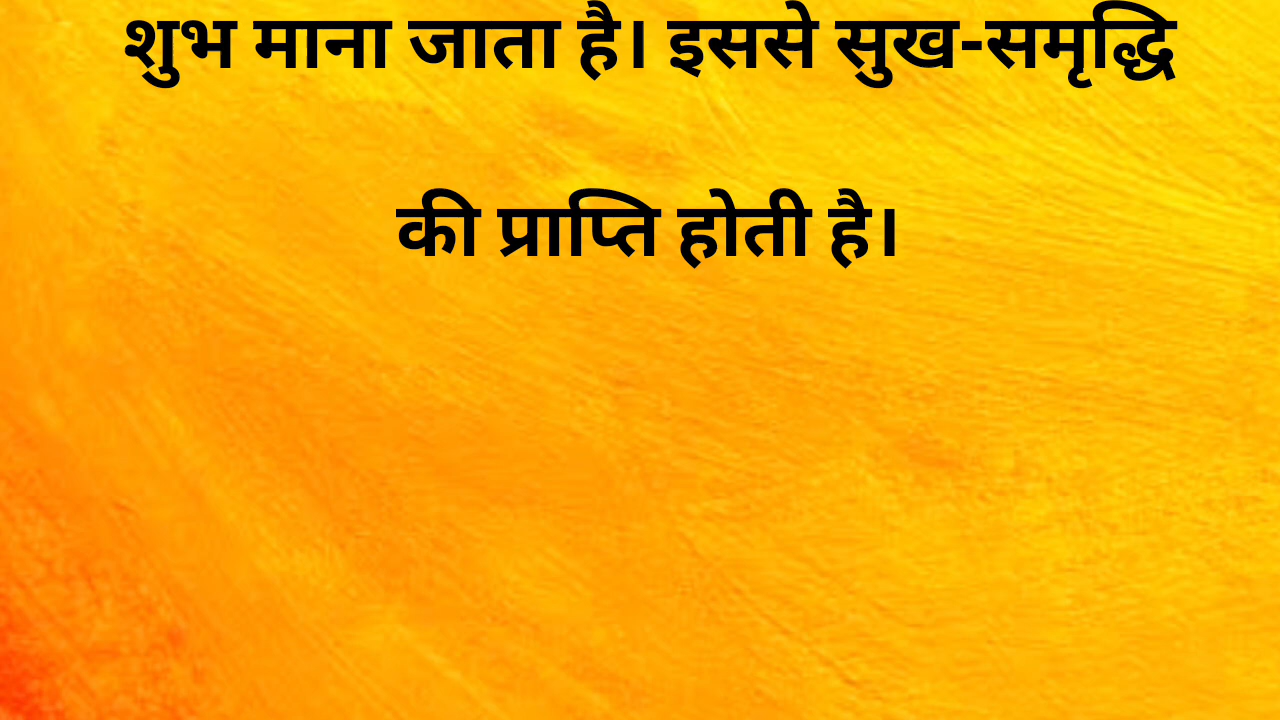 शुभ माना जाता है। इससे सुख-समृद्धि
की प्राप्ति होती है।